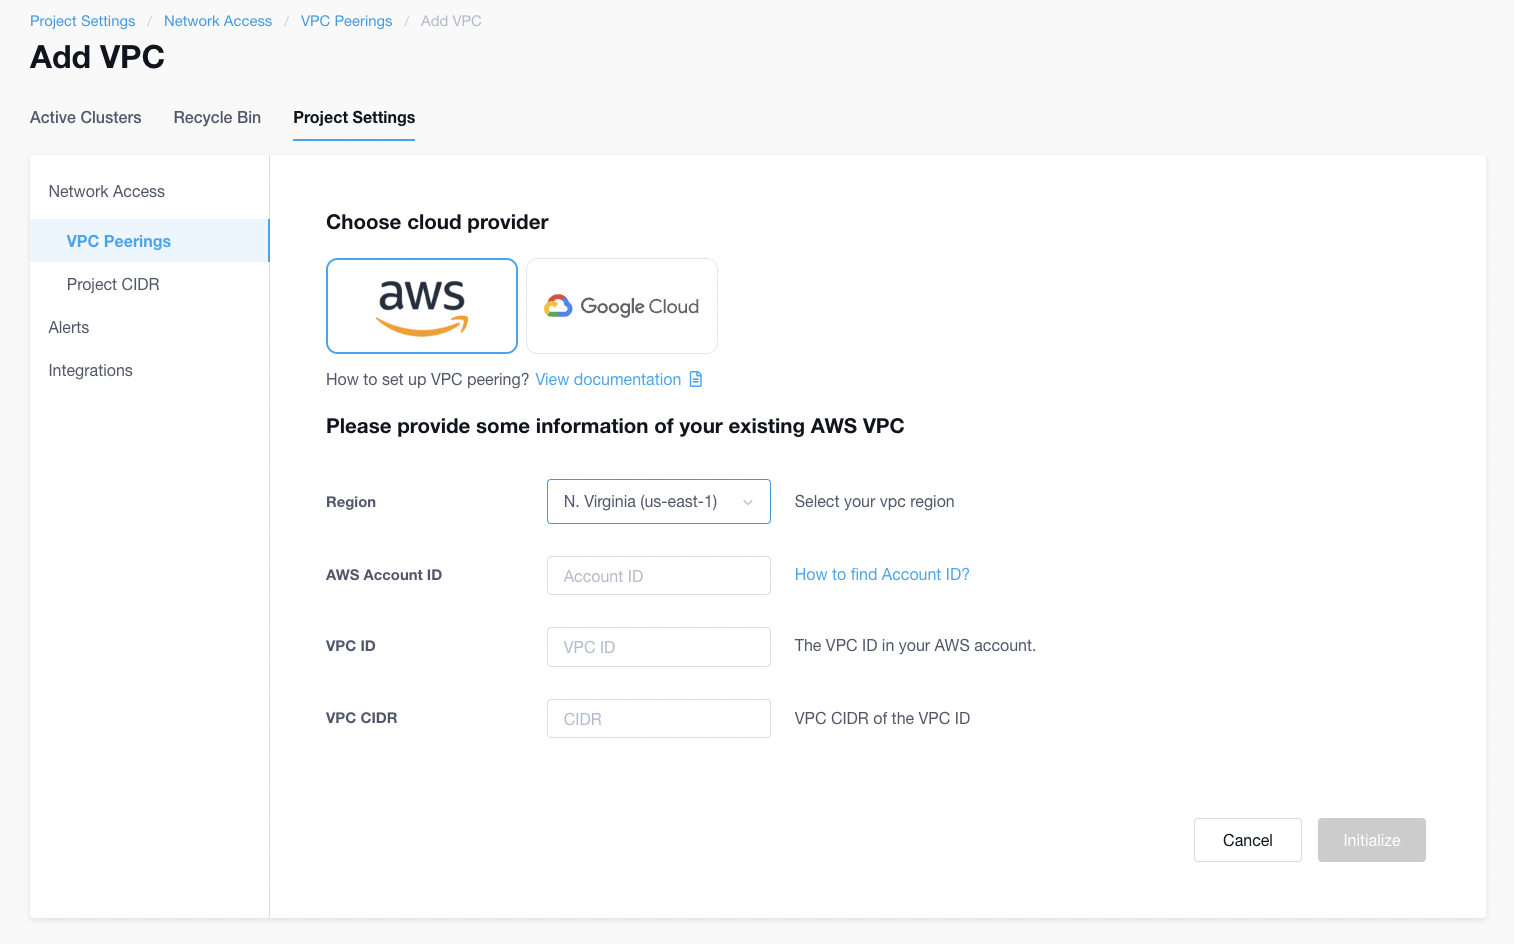 Project Settings / Network Access / VPC Peerings / Add VPC
Add VPC
Active Clusters Recycle Bin Project Settings
Network Access
VPC Peerings
Project CIDR
Alerts
Integrations
Choose cloud provider
aws Google Cloud
How to set up VPC peering? View documentation
Please provide some information of your existing AWS VPC
Region N. Virginia (us-east-1) Select your vpc region
AWS Account ID Account ID How to find Account ID?
VPC ID VPC ID The VPC ID in your AWS account.
VPC CIDR CIDR VPC CIDR of the VPC ID
Cancel Initialize